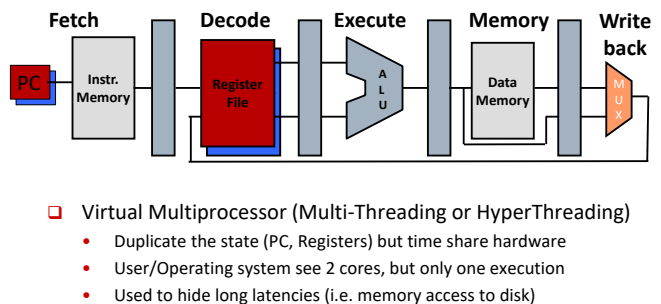 Fetch Decode Execute Memory Write
back
PC
Instr.
Memory
Register
File
A
L
U
Data
Memory
M
U
X
Virtual Multiprocessor (Multi-Threading or HyperThreading)
Duplicate the state (PC, Registers) but time share hardware
User/Operating system see 2 cores, but only one execution
Used to hide long latencies (i.e. memory access to disk)